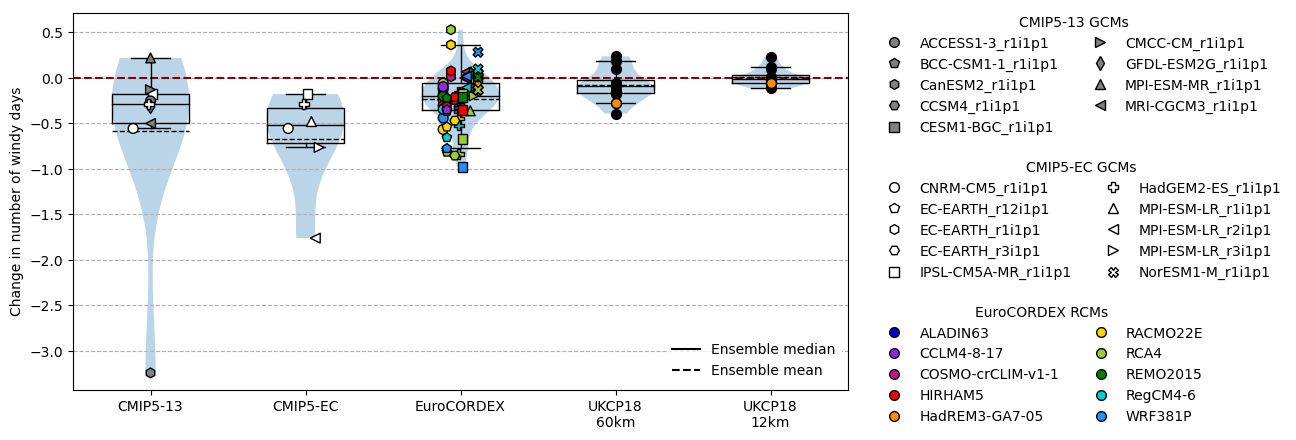 Change in number of windy days
0.5
0.0
−0.5
−1.0
−1.5
−2.0
−2.5
−3.0
CMIP5-13
CMIP5-EC
EuroCORDEX
UKCP18
60km
UKCP18
12km
Ensemble median
Ensemble mean
CMIP5-13 GCMs
ACCESS1-3_r1i1p1
BCC-CSM1-1_r1i1p1
CanESM2_r1i1p1
CCSM4_r1i1p1
CESM1-BGC_r1i1p1
CMCC-CM_r1i1p1
GFDL-ESM2G_r1i1p1
MPI-ESM-MR_r1i1p1
MRI-CGCM3_r1i1p1
CMIP5-EC GCMs
CNRM-CM5_r1i1p1
EC-EARTH_r12i1p1
EC-EARTH_r1i1p1
EC-EARTH_r3i1p1
IPSL-CM5A-MR_r1i1p1
HadGEM2-ES_r1i1p1
MPI-ESM-LR_r1i1p1
MPI-ESM-LR_r2i1p1
MPI-ESM-LR_r3i1p1
NorESM1-M_r1i1p1
EuroCORDEX RCMs
ALADIN63
CCLM4-8-17
COSMO-crCLIM-v1-1
HIRHAM5
HadREM3-GA7-05
RACMO22E
RCA4
REMO2015
RegCM4-6
WRF381P